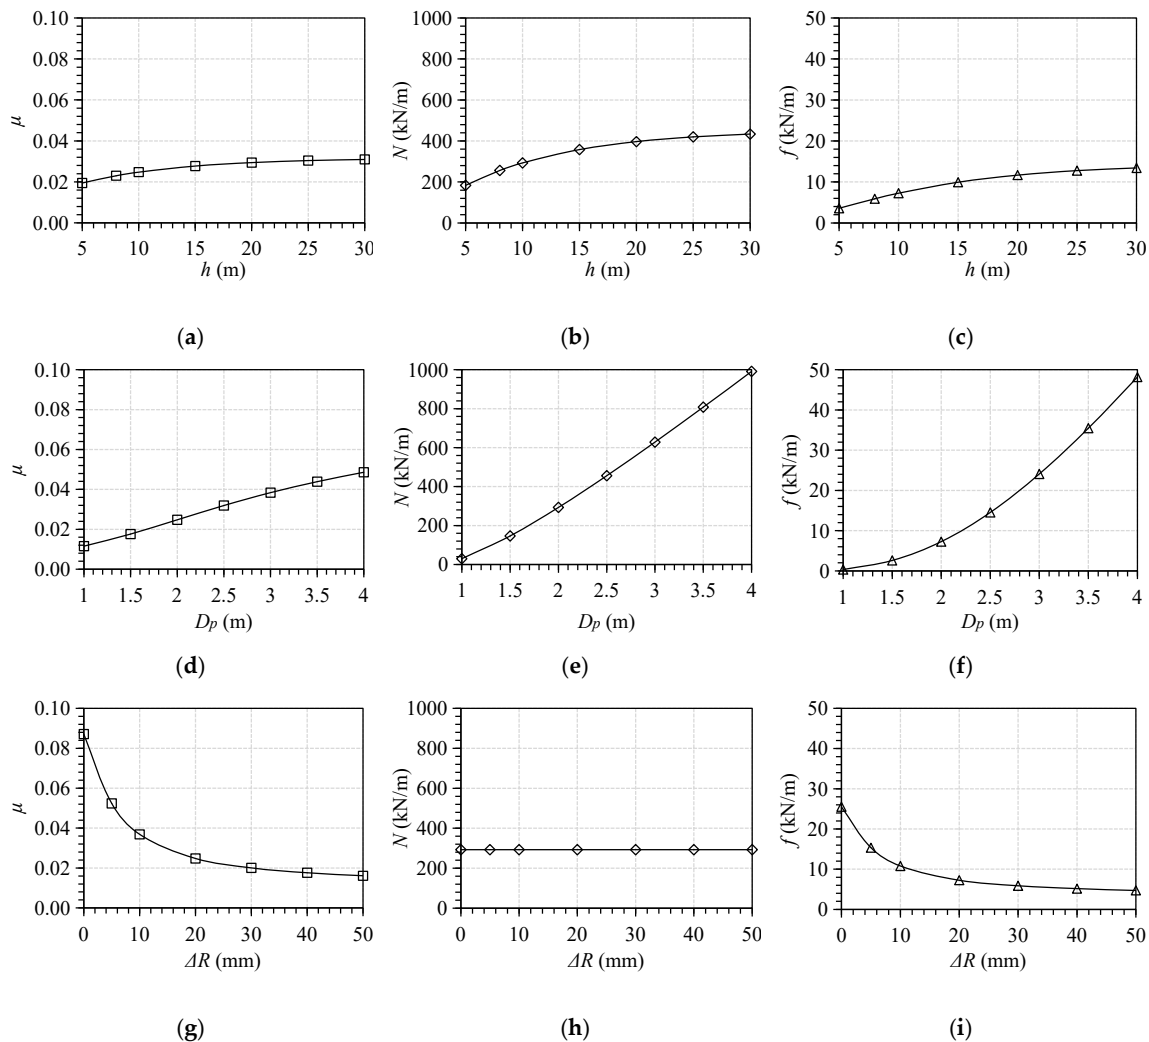 0.10
0.08
0.06
0.04
0.02
0.00
μ
5 10 15 20 25 30
h (m)
(a)
1000
800
600
400
200
0
N (kN/m)
5 10 15 20 25 30
h (m)
(b)
50
40
30
20
10
0
f (kN/m)
5 10 15 20 25 30
h (m)
(c)
0.10
0.08
0.06
0.04
0.02
0.00
μ
1 1.5 2 2.5 3 3.5 4
Dp (m)
(d)
1000
800
600
400
200
0
N (kN/m)
1 1.5 2 2.5 3 3.5 4
Dp (m)
(e)
50
40
30
20
10
0
f (kN/m)
1 1.5 2 2.5 3 3.5 4
Dp (m)
(f)
0.10
0.08
0.06
0.04
0.02
0.00
μ
0 10 20 30 40 50
ΔR (mm)
(g)
1000
800
600
400
200
0
N (kN/m)
0 10 20 30 40 50
ΔR (mm)
(h)
50
40
30
20
10
0
f (kN/m)
0 10 20 30 40 50
ΔR (mm)
(i)